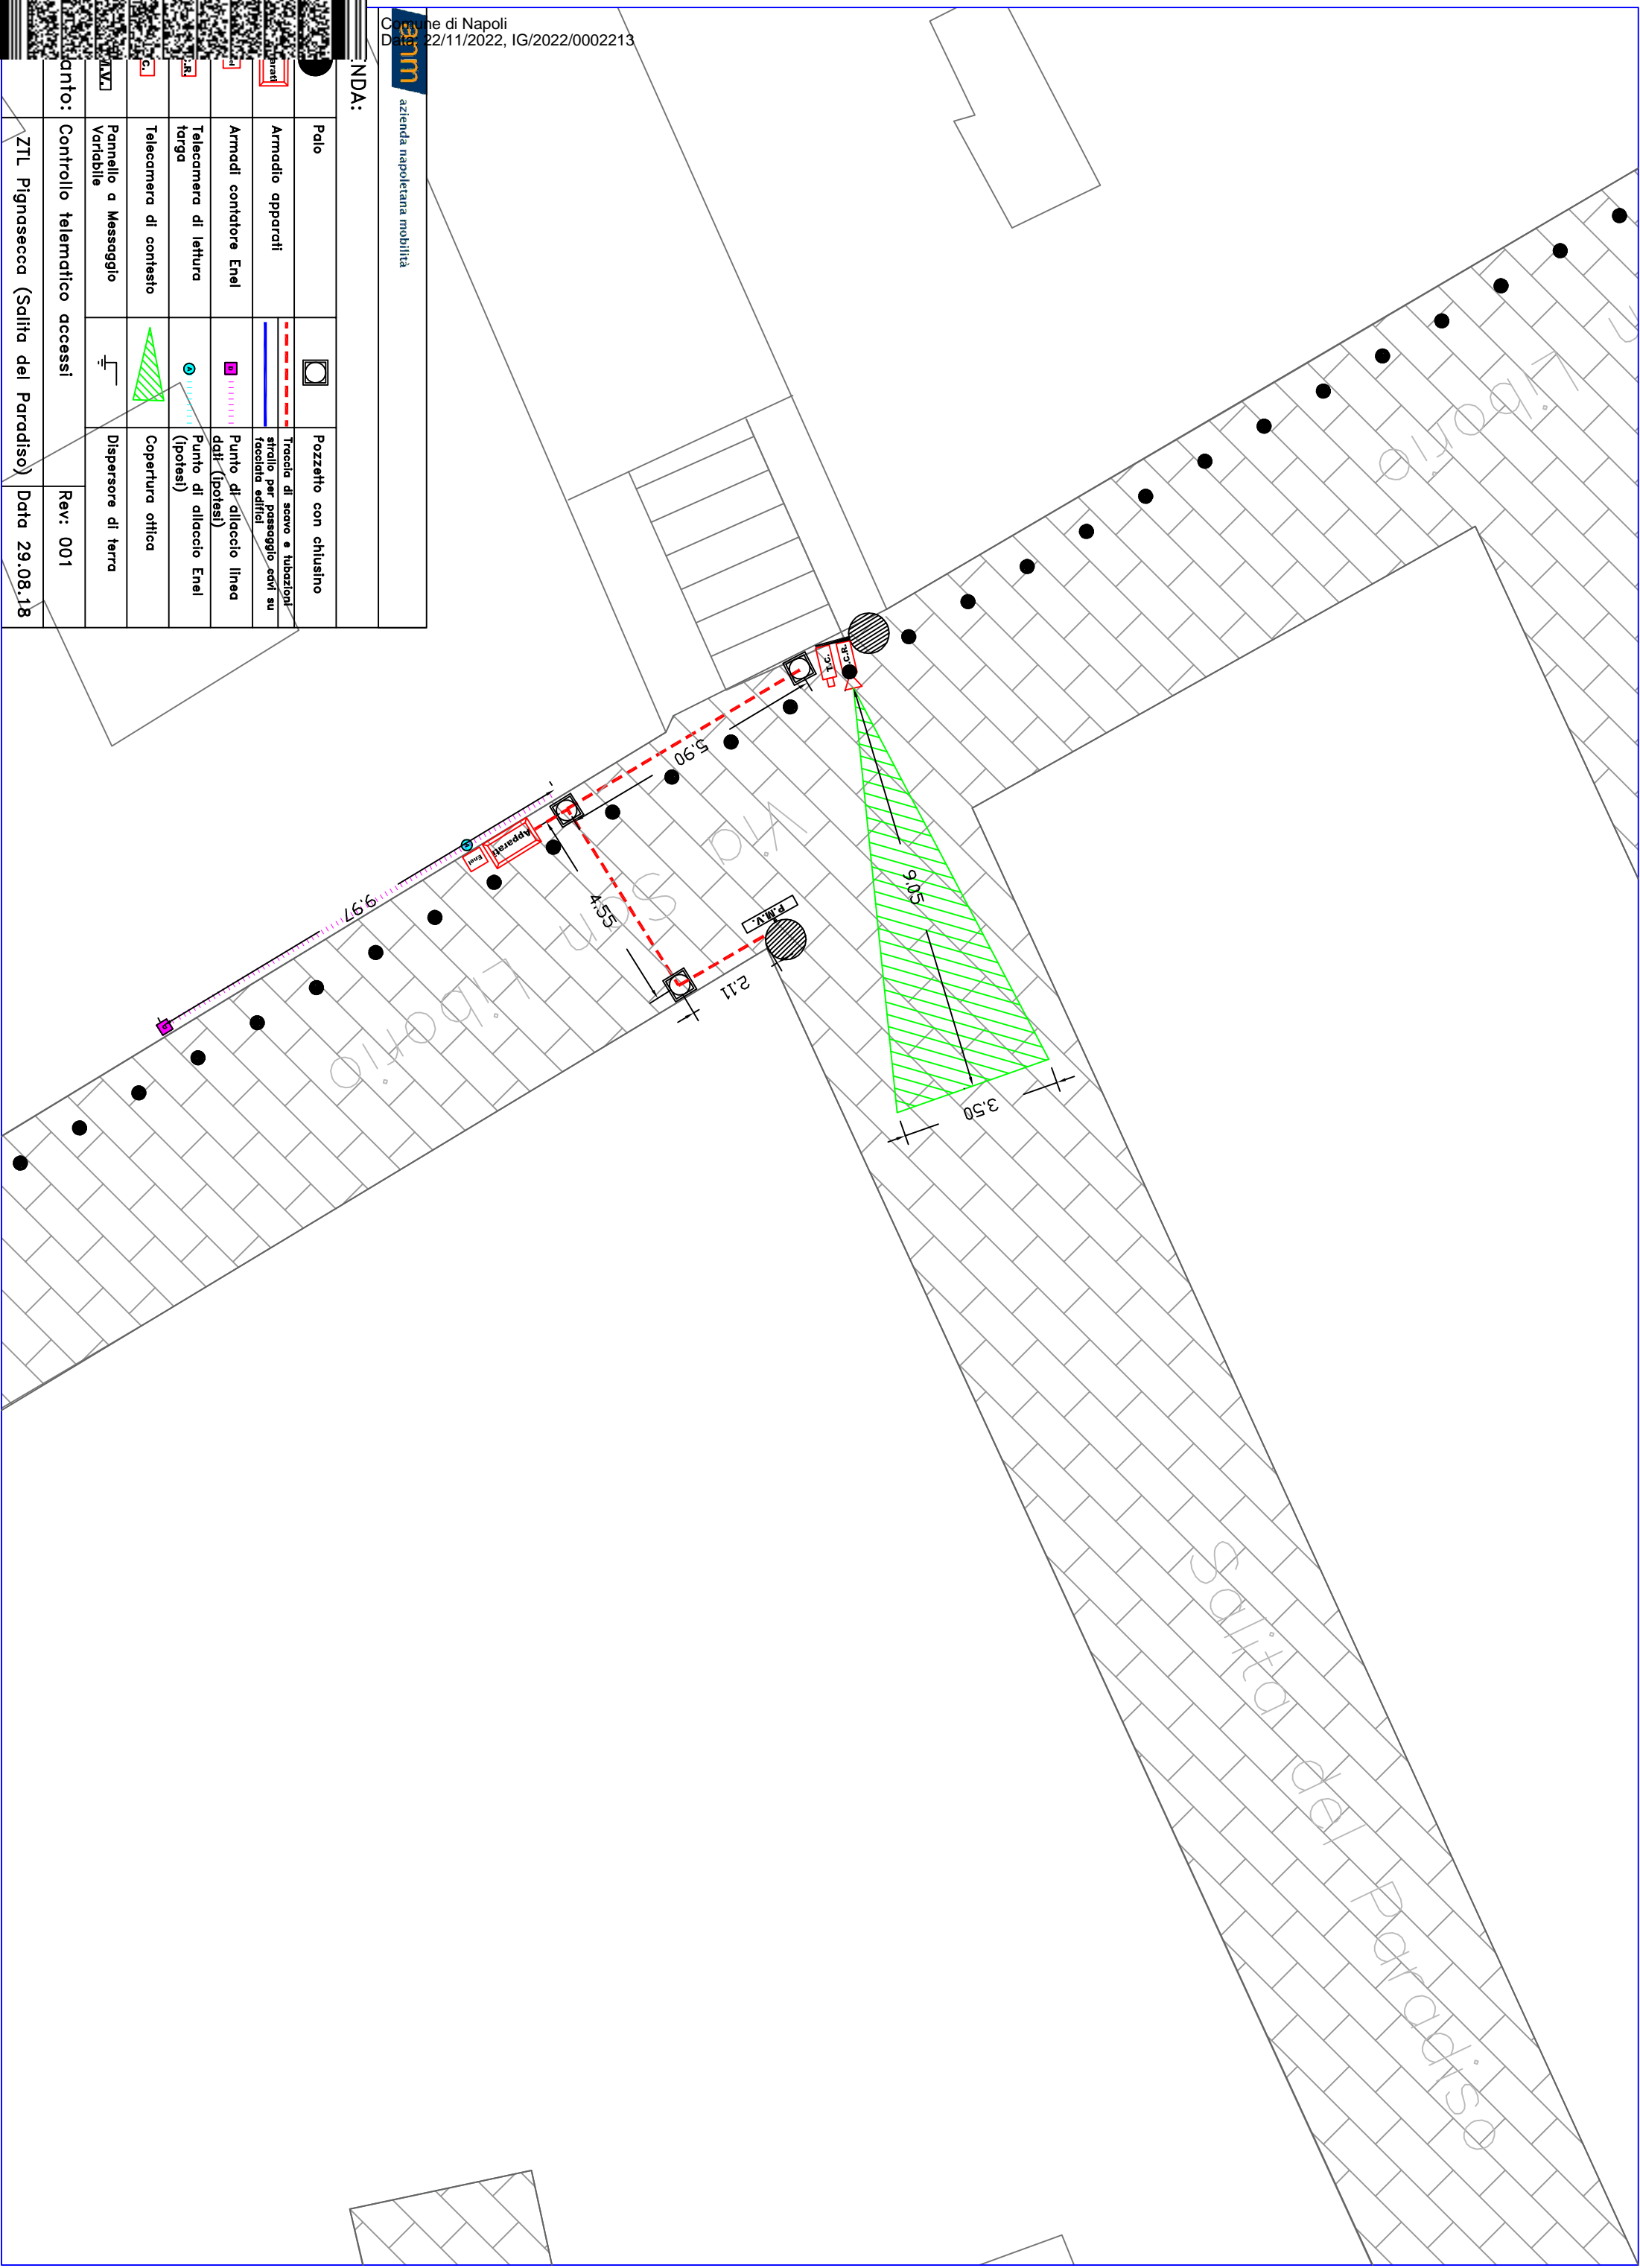 Comune di Napoli
Data: 22/11/2022, IG/2022/0002213
anm azienda napoletana mobilità
NDA:
Palo
Pozzetto con chiusino
arati
Armadio apparati
Traccia di scavo e tubazioni
strallo per passaggio cavi su
facciata edifici
Armadi contatore Enel
D
Punto di allaccio linea
dati (ipotesi)
.R.
Telecamera di lettura
targa
A
Punto di allaccio Enel
(ipotesi)
C.
Telecamera di contesto
Copertura ottica
M.V.
Pannello a Messaggio
Variabile
Dispersore di terra
anto:
Controllo telematico accessi
Rev: 001
ZTL Pignasecca (Salita del Paradiso)
Data 29.08.18
Liborio
T.C.
C.R.
5.90
Apparati
Enel
9.97
4.55
P.M.V.
2.11
9.05
3.50
Via San Liborio
Salita del Paradiso